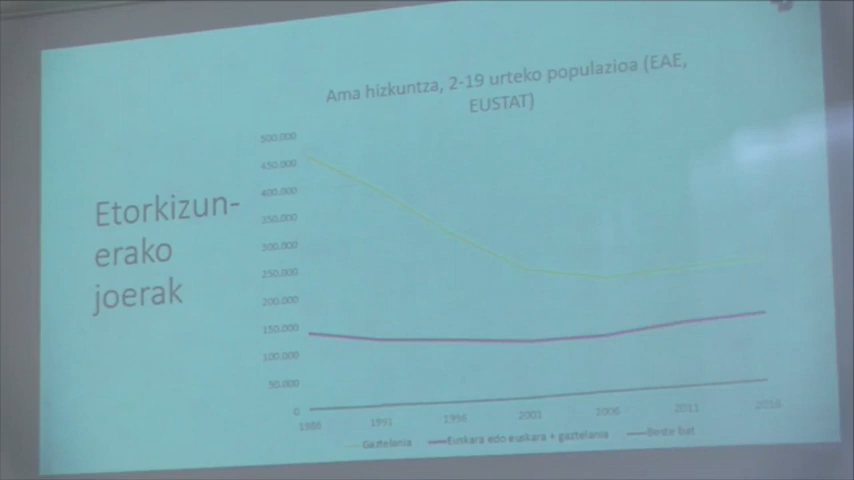 Ama hizkuntza, 2-19 urteko populazioa (EAE,
EUSTAT)
Etorkizun-
erako
joerak
500.000
450.000
400.000
350.000
300.000
250.000
200.000
150.000
100.000
50.000
0
1986 1991 1996 2001 2006 2011 2016
Gaztelania Euskara edo euskara + gaztelania Beste bat